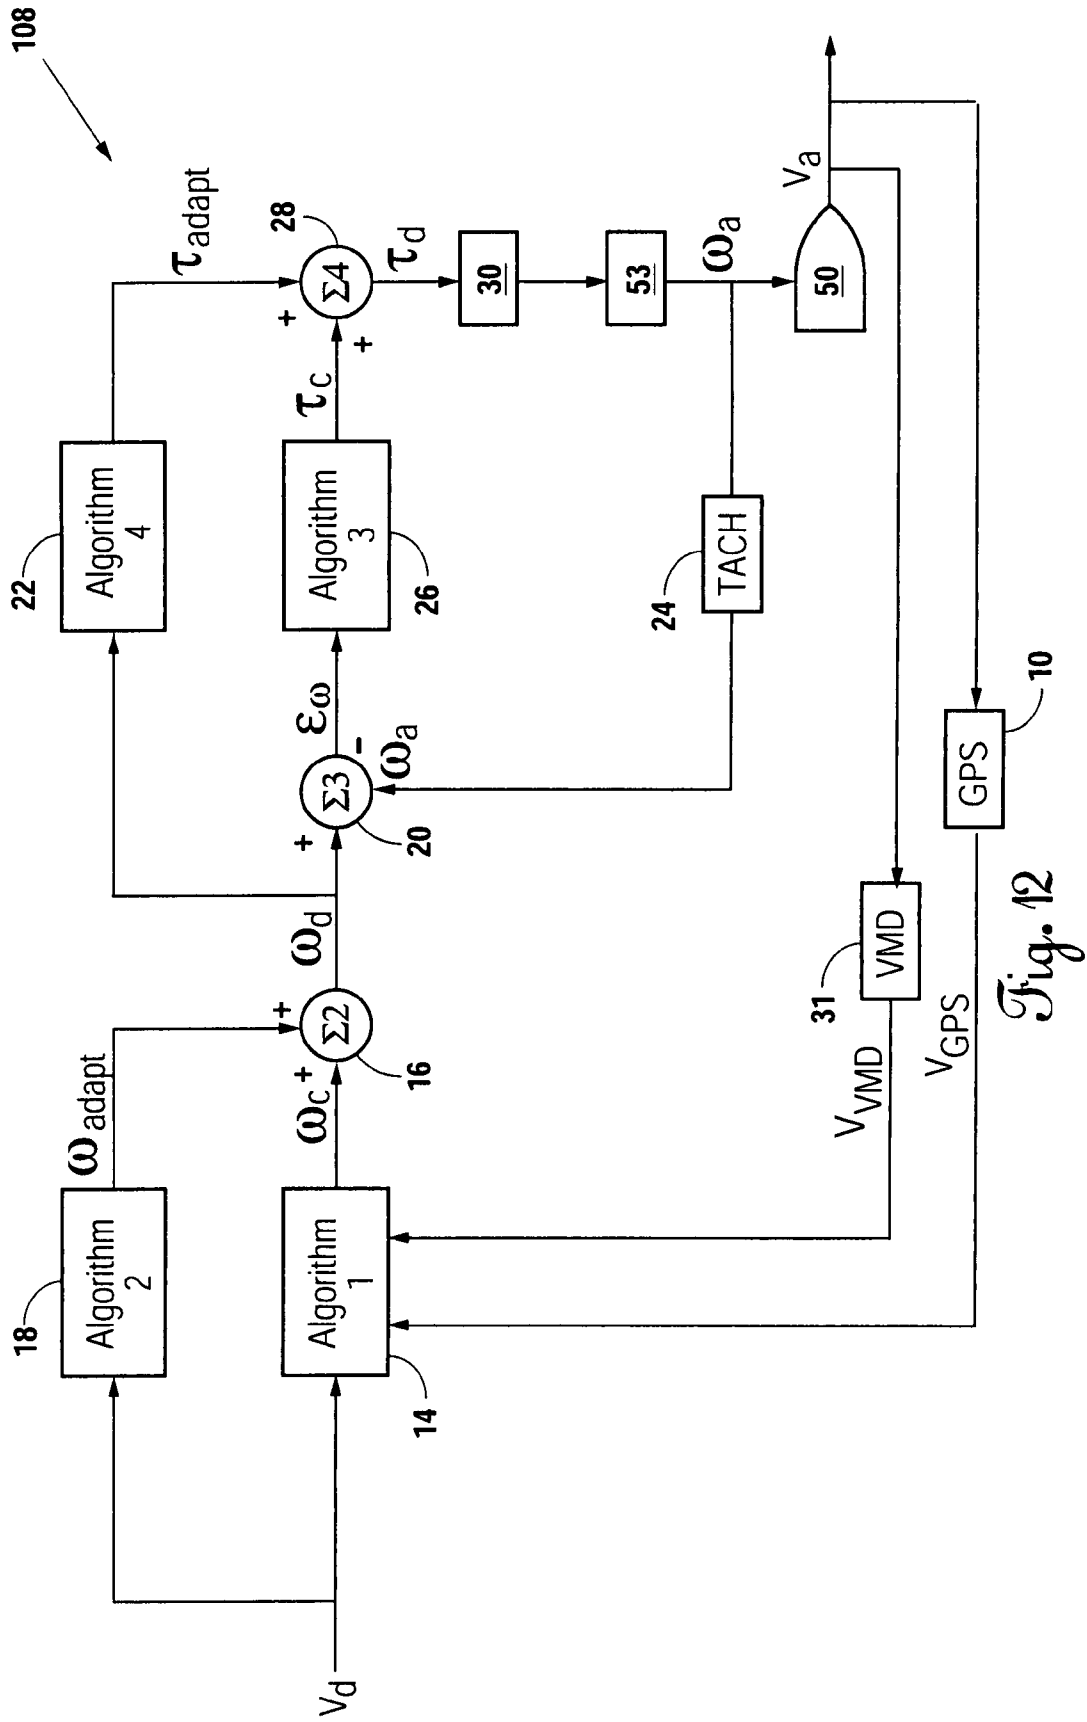 108
18
Algorithm
2
ωadapt
22
Algorithm
4
τadapt
Vd
Algorithm
1
14
ωc
+
+
Σ2
16
ωd
+
Σ3
20
-
εω
ωa
Algorithm
3
26
τc
+
+
Σ4
28
τd
30
53
ωa
TACH
24
50
Va
VMD
31
VVMD
GPS
10
VGPS
Fig. 12